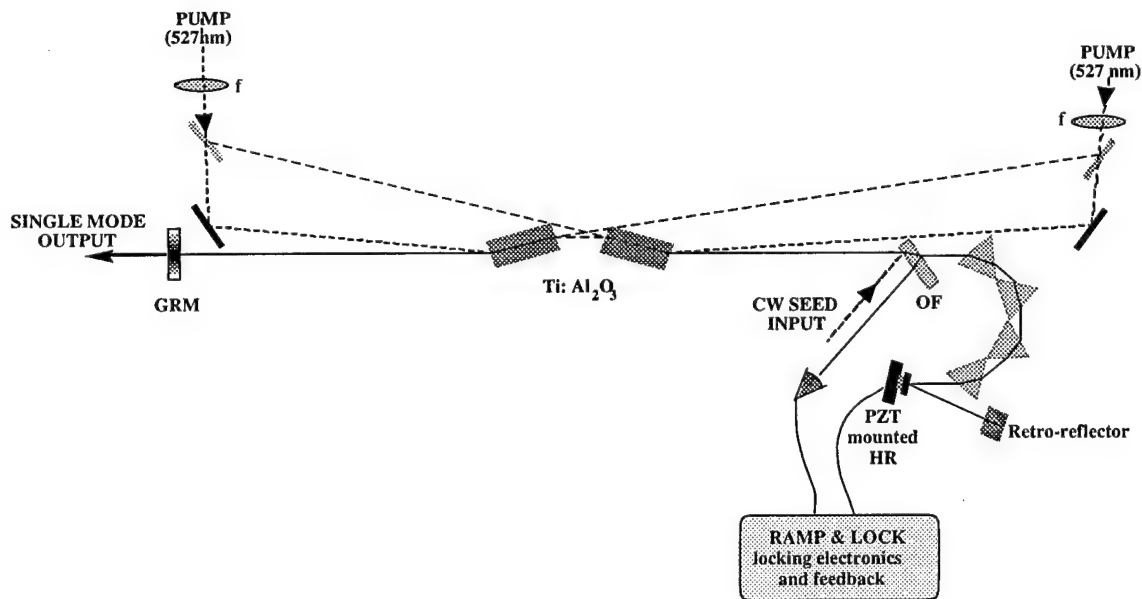 PUMP
(527nm)
f
PUMP
(527 nm)
f
SINGLE MODE
OUTPUT
GRM
Ti: Al2O3
CW SEED
INPUT
OF
PZT
mounted
HR
Retro-reflector
RAMP & LOCK
locking electronics
and feedback